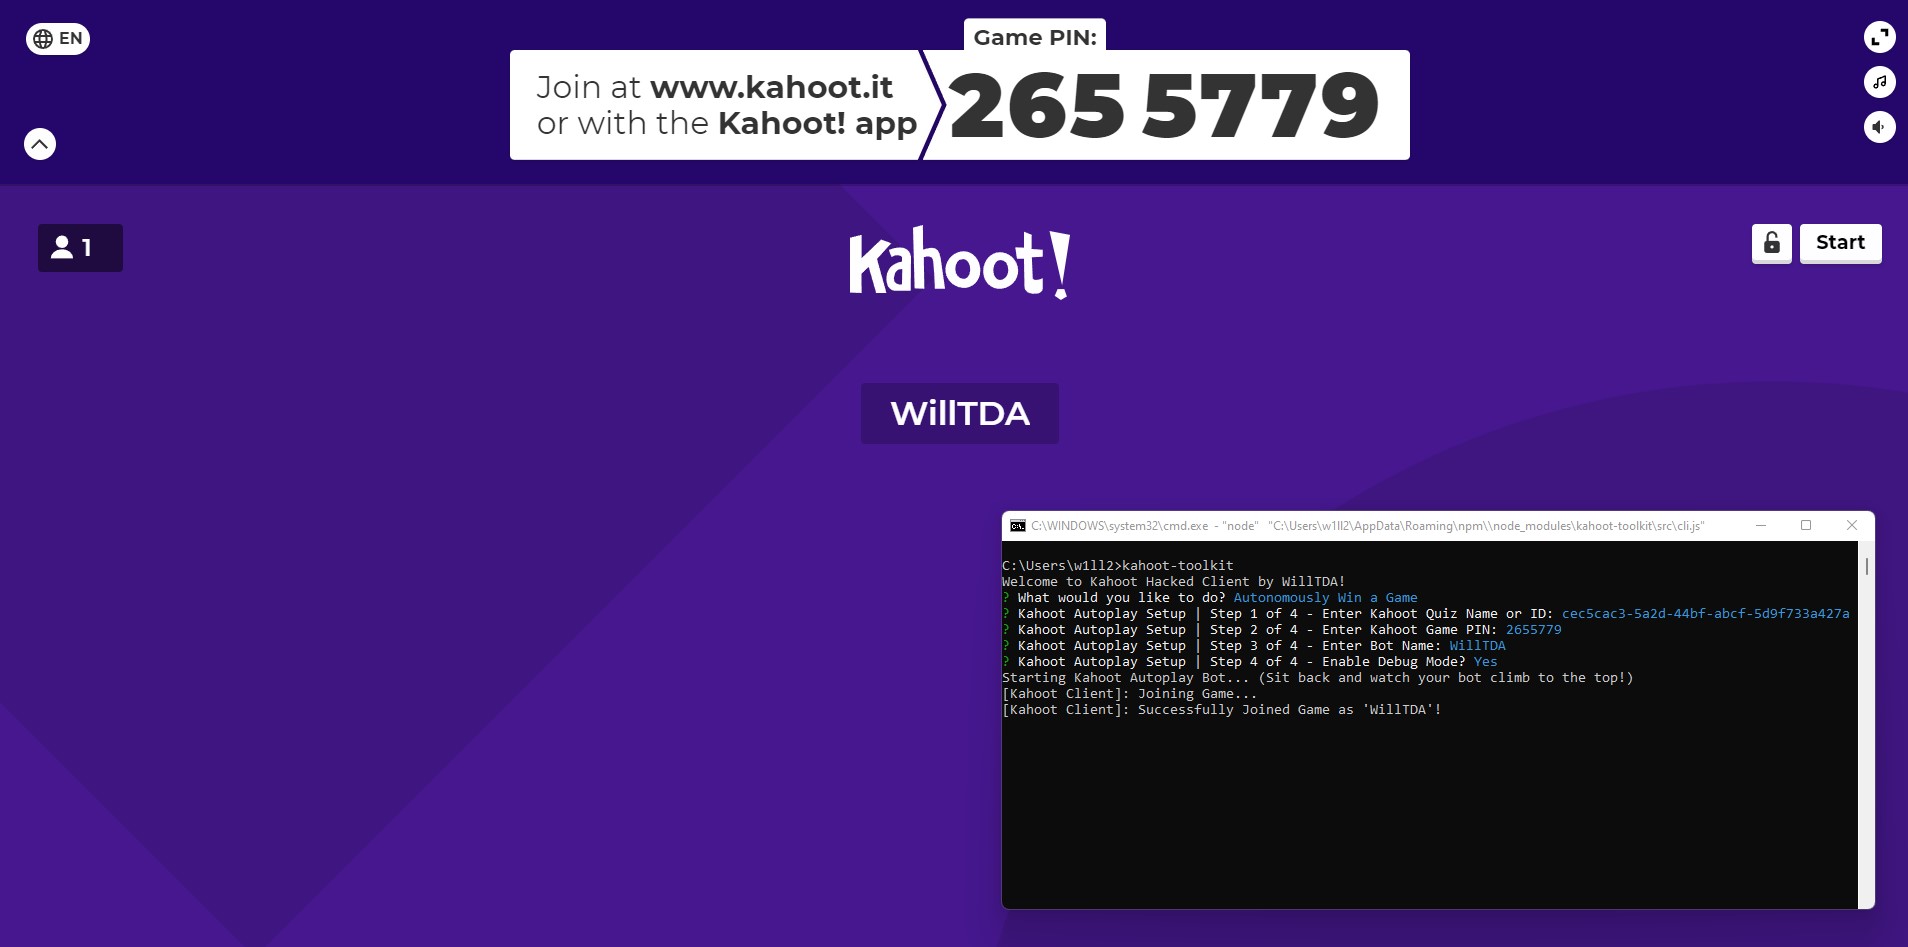 EN
Game PIN:
Join at www.kahoot.it
or with the Kahoot! app
265 5779
1
Kahoot!
Start
WillTDA
C:\WINDOWS\system32\cmd.exe - "node" "C:\Users\w1ll2\AppData\Roaming\npm\\node_modules\kahoot-toolkit\src\cli.js"
C:\Users\w1ll2>kahoot-toolkit
Welcome to Kahoot Hacked Client by WillTDA!
? What would you like to do? Autonomously Win a Game
? Kahoot Autoplay Setup | Step 1 of 4 - Enter Kahoot Quiz Name or ID: cec5cac3-5a2d-44bf-abcf-5d9f733a427a
? Kahoot Autoplay Setup | Step 2 of 4 - Enter Kahoot Game PIN: 2655779
? Kahoot Autoplay Setup | Step 3 of 4 - Enter Bot Name: WillTDA
? Kahoot Autoplay Setup | Step 4 of 4 - Enable Debug Mode? Yes
Starting Kahoot Autoplay Bot... (Sit back and watch your bot climb to the top!)
[Kahoot Client]: Joining Game...
[Kahoot Client]: Successfully Joined Game as 'WillTDA'!